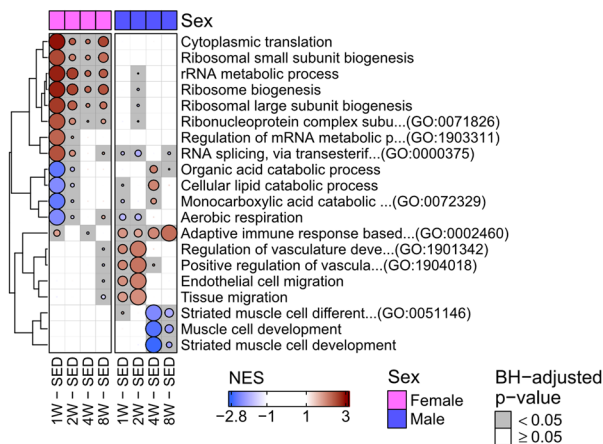 Sex
Cytoplasmic translation
Ribosomal small subunit biogenesis
rRNA metabolic process
Ribosome biogenesis
Ribosomal large subunit biogenesis
Ribonucleoprotein complex subu...(GO:0071826)
Regulation of mRNA metabolic p...(GO:1903311)
RNA splicing, via transesterif...(GO:0000375)
Organic acid catabolic process
Cellular lipid catabolic process
Monocarboxylic acid catabolic ...(GO:0072329)
Aerobic respiration
Adaptive immune response based...(GO:0002460)
Regulation of vasculature deve...(GO:1901342)
Positive regulation of vascula...(GO:1904018)
Endothelial cell migration
Tissue migration
Striated muscle cell different...(GO:0051146)
Muscle cell development
Striated muscle cell development
1W − SED
2W − SED
4W − SED
8W − SED
1W − SED
2W − SED
4W − SED
8W − SED
NES
−2.8 −1 1 3
Sex
Female
Male
BH−adjusted
p−value
< 0.05
≥ 0.05